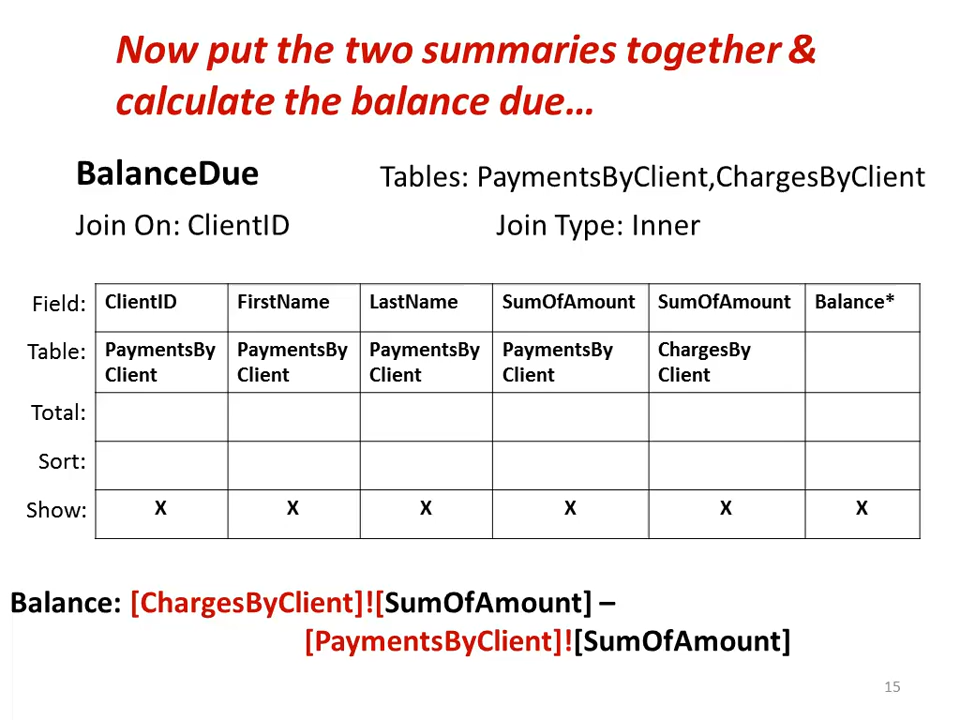 Now put the two summaries together &
calculate the balance due…
BalanceDue
Tables: PaymentsByClient,ChargesByClient
Join On: ClientID
Join Type: Inner
Field: ClientID FirstName LastName SumOfAmount SumOfAmount Balance*
Table: PaymentsBy PaymentsBy PaymentsBy PaymentsBy ChargesBy
Client Client Client Client Client
Total:
Sort:
Show: X X X X X X
Balance: [ChargesByClient]![SumOfAmount] –
[PaymentsByClient]![SumOfAmount]
15